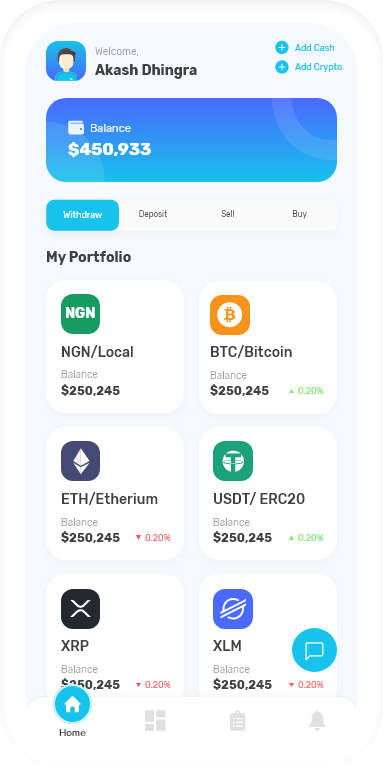 Welcome,
Akash Dhingra
Add Cash
Add Crypto
Balance
$450,933
Withdraw
Deposit
Sell
Buy
My Portfolio
NGN
NGN/Local
Balance
$250,245
BTC/Bitcoin
Balance
$250,245
0.20%
ETH/Etherium
Balance
$250,245
0.20%
USDT/ ERC20
Balance
$250,245
0.20%
XRP
Balance
$250,245
0.20%
XLM
Balance
$250,245
0.20%
Home